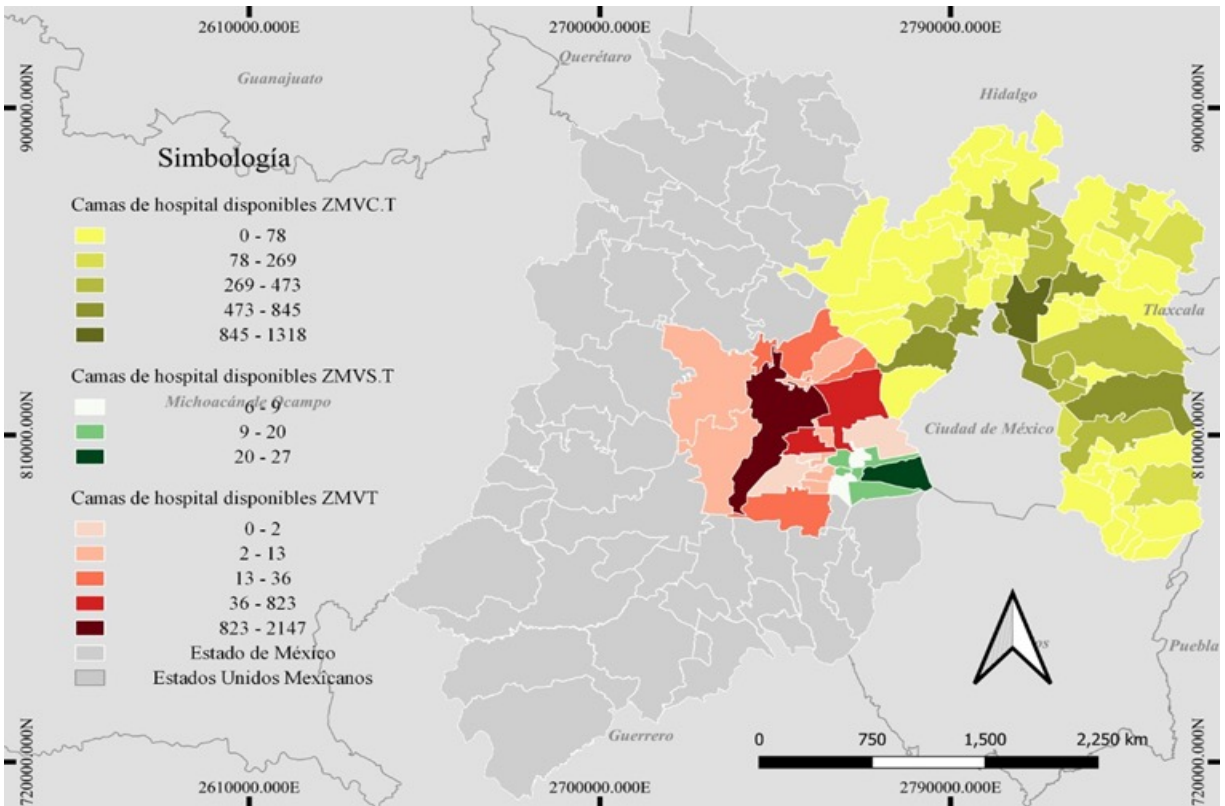 2610000.000E
2700000.000E
2790000.000E
Querétaro
Guanajuato
Hidalgo
900000.000N
900000.000N
Simbología
Camas de hospital disponibles ZMVC.T
0 - 78
78 - 269
269 - 473
473 - 845
845 - 1318
Tlaxcala
Camas de hospital disponibles ZMVS.T
6 - 9
Michoacán de Ocampo
9 - 20
20 - 27
Ciudad de México
810000.000N
810000.000N
Camas de hospital disponibles ZMVT
0 - 2
2 - 13
13 - 36
36 - 823
823 - 2147
Estado de México
Estados Unidos Mexicanos
os
Puebla
Guerrero
0
750
1,500
2,250 km
720000.000N
720000.000N
2610000.000E
2700000.000E
2790000.000E